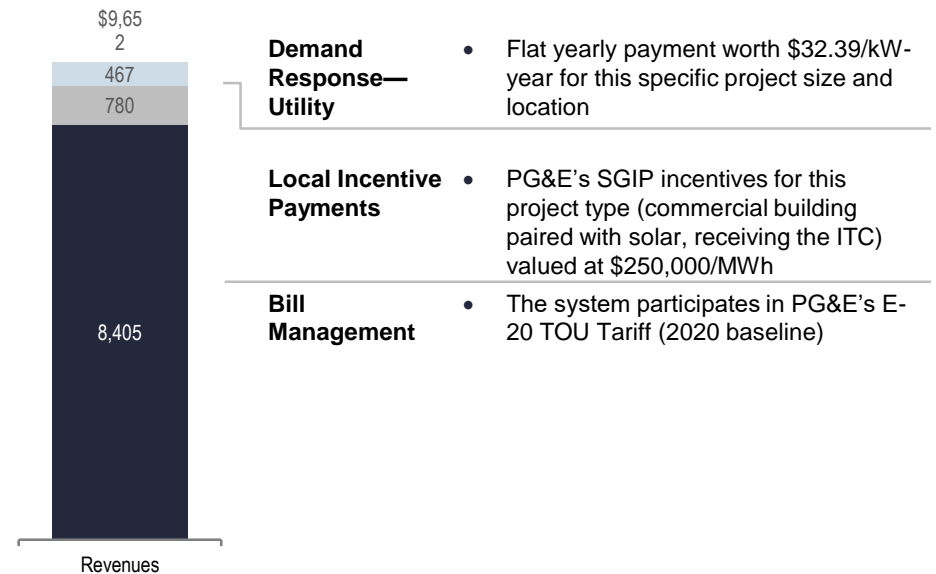 $9,65
2
467
780
8,405
Revenues
Demand
Response—
Utility
• Flat yearly payment worth $32.39/kW-
year for this specific project size and
location
Local Incentive
Payments
• PG&E’s SGIP incentives for this
project type (commercial building
paired with solar, receiving the ITC)
valued at $250,000/MWh
Bill
Management
• The system participates in PG&E’s E-
20 TOU Tariff (2020 baseline)